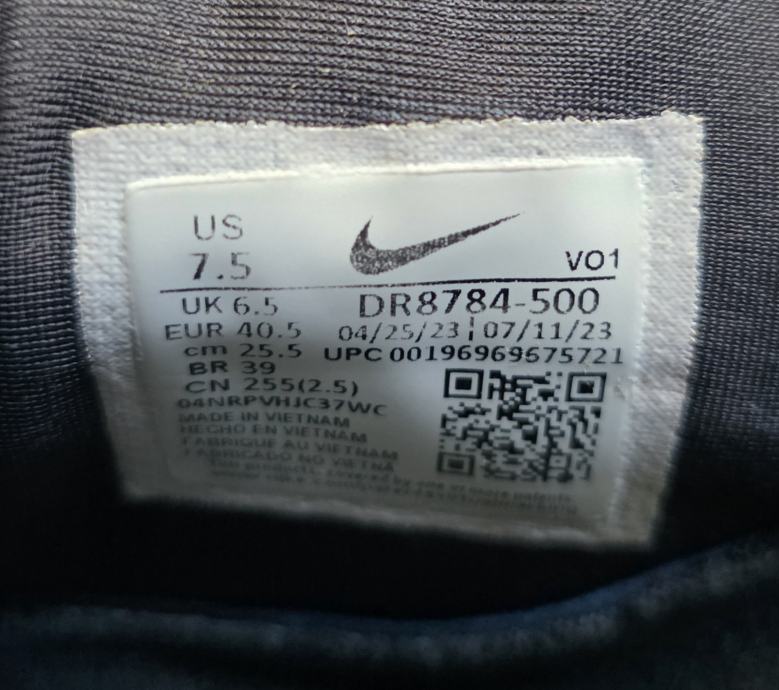 US
7.5
VO1
UK 6.5
DR8784-500
EUR 40.5
04/25/23 07/11/23
cm 25.5
UPC 00196969675721
BR 39
CN 255(2.5)
04NRPVHJC37WC
MADE IN VIETNAM
HECHO EN VIETNAM
FABRIQUE AU VIETNAM
FABRICADO NO VIETNÃ